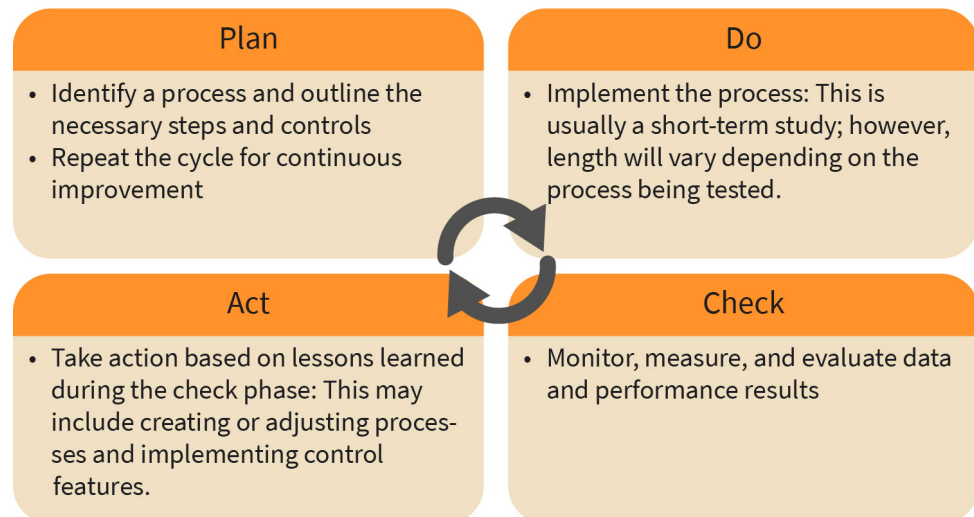 Plan
• Identify a process and outline the
necessary steps and controls
• Repeat the cycle for continuous
improvement
Do
• Implement the process: This is
usually a short-term study; however,
length will vary depending on the
process being tested.
Act
• Take action based on lessons learned
during the check phase: This may
include creating or adjusting proces-
ses and implementing control
features.
Check
• Monitor, measure, and evaluate data
and performance results